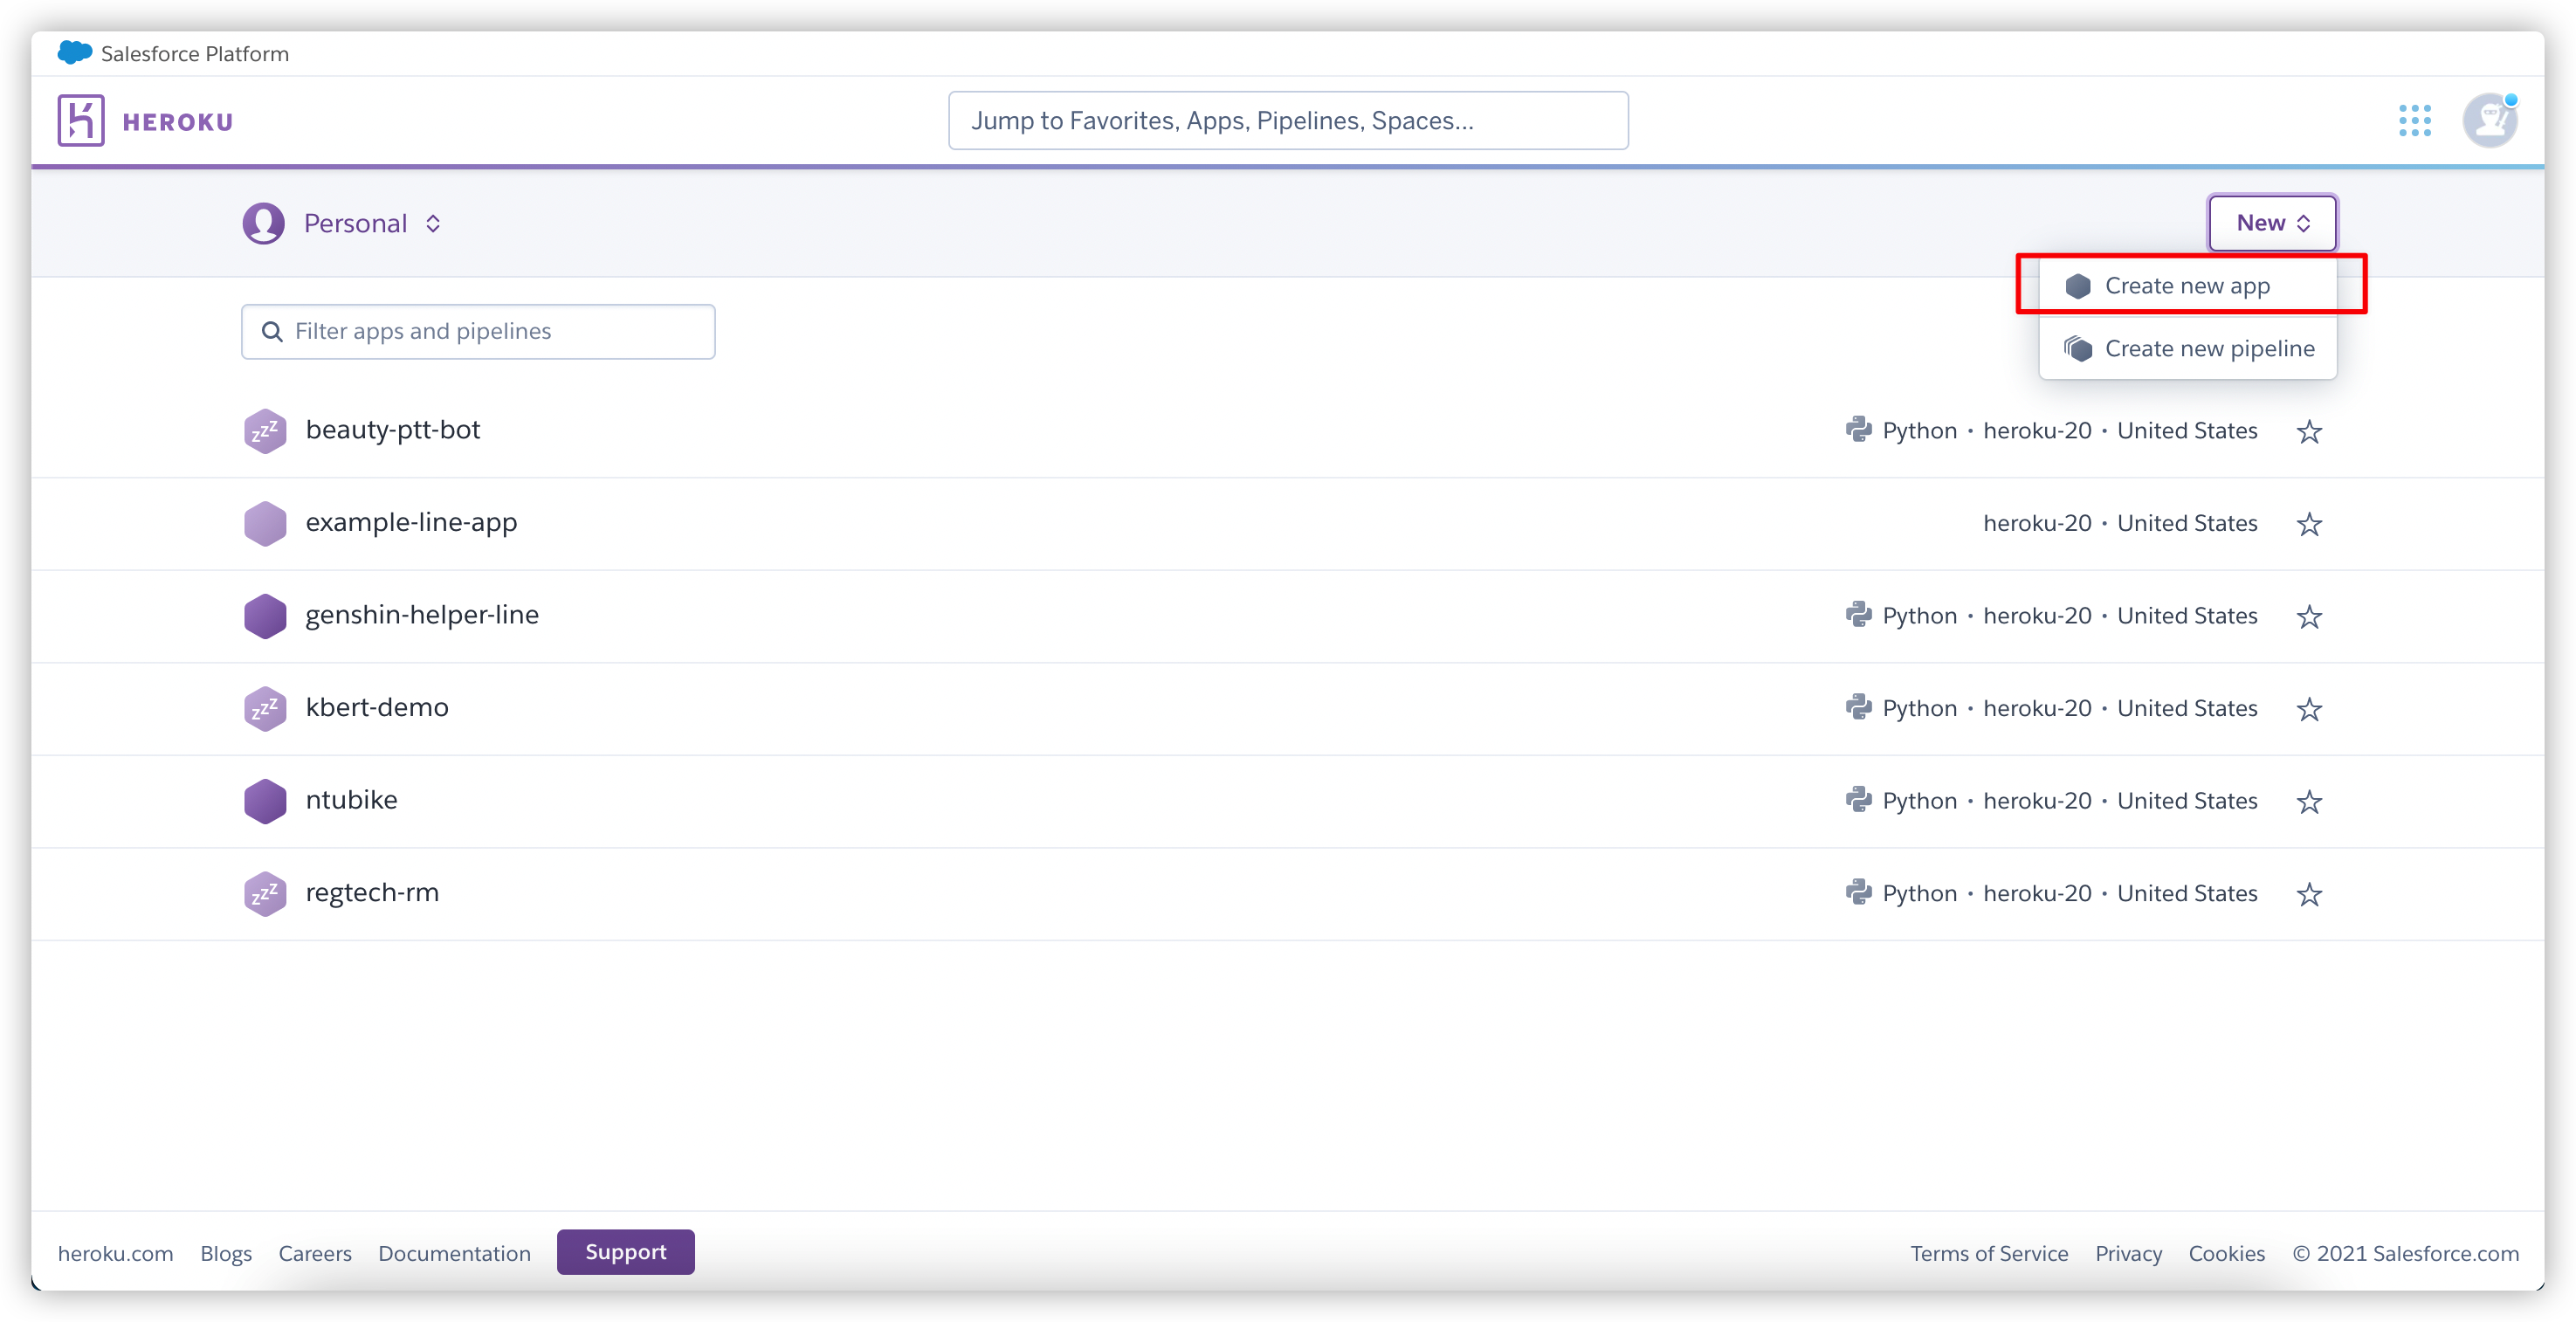 Salesforce Platform
HEROKU
Jump to Favorites, Apps, Pipelines, Spaces...
Personal
New
Create new app
Create new pipeline
Filter apps and pipelines
beauty-ptt-bot Python • heroku-20 • United States
example-line-app heroku-20 • United States
genshin-helper-line Python • heroku-20 • United States
kbert-demo Python • heroku-20 • United States
ntubike Python • heroku-20 • United States
regtech-rm Python • heroku-20 • United States
heroku.com Blogs Careers Documentation Support Terms of Service Privacy Cookies © 2021 Salesforce.com